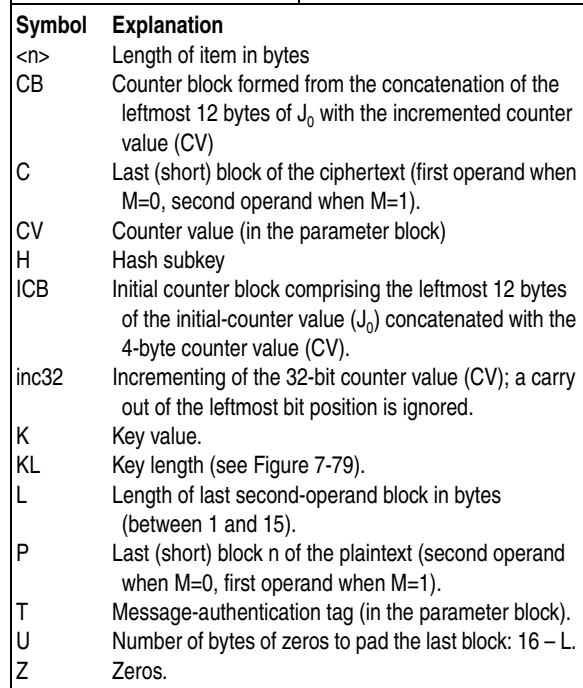 Symbol Explanation
<n> Length of item in bytes
CB Counter block formed from the concatenation of the
leftmost 12 bytes of J0 with the incremented counter
value (CV)
C Last (short) block of the ciphertext (first operand when
M=0, second operand when M=1).
CV Counter value (in the parameter block)
H Hash subkey
ICB Initial counter block comprising the leftmost 12 bytes
of the initial-counter value (J0) concatenated with the
4-byte counter value (CV).
inc32 Incrementing of the 32-bit counter value (CV); a carry
out of the leftmost bit position is ignored.
K Key value.
KL Key length (see Figure 7-79).
L Length of last second-operand block in bytes
(between 1 and 15).
P Last (short) block n of the plaintext (second operand
when M=0, first operand when M=1).
T Message-authentication tag (in the parameter block).
U Number of bytes of zeros to pad the last block: 16 – L.
Z Zeros.